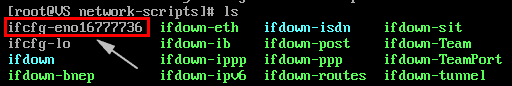 [root@VS network-scripts]# ls
ifcfg-eno16777736 ifdown-eth ifdown-isdn ifdown-sit
ifcfg-lo ifdown-ib ifdown-post ifdown-Team
ifdown ifdown-ippp ifdown-ppp ifdown-TeamPort
ifdown-bnep ifdown-ipv6 ifdown-routes ifdown-tunnel